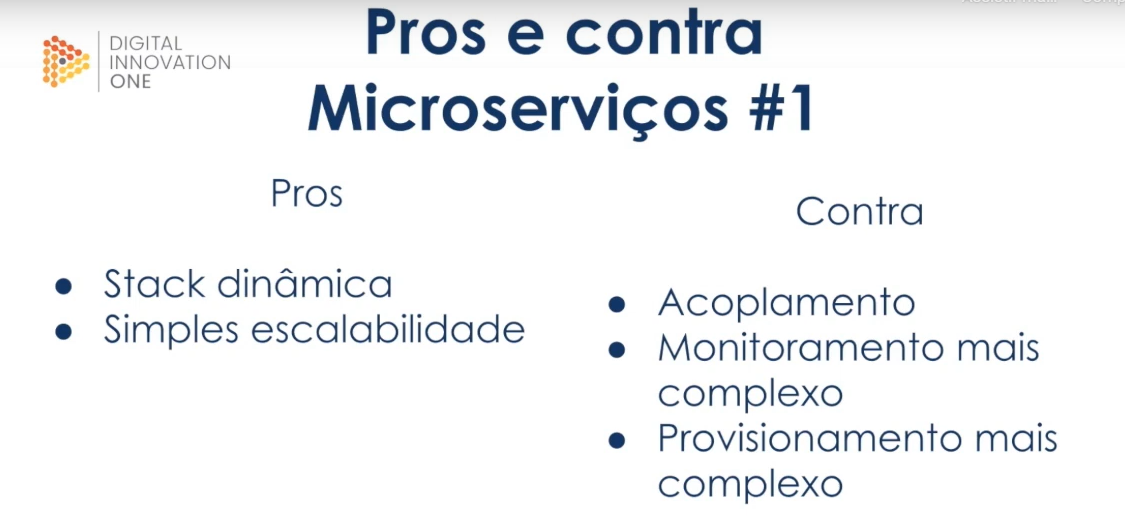 Pros e contra
Microserviços #1
DIGITAL
INNOVATION
ONE
Pros
● Stack dinâmica
● Simples escalabilidade
Contra
● Acoplamento
● Monitoramento mais
complexo
● Provisionamento mais
complexo